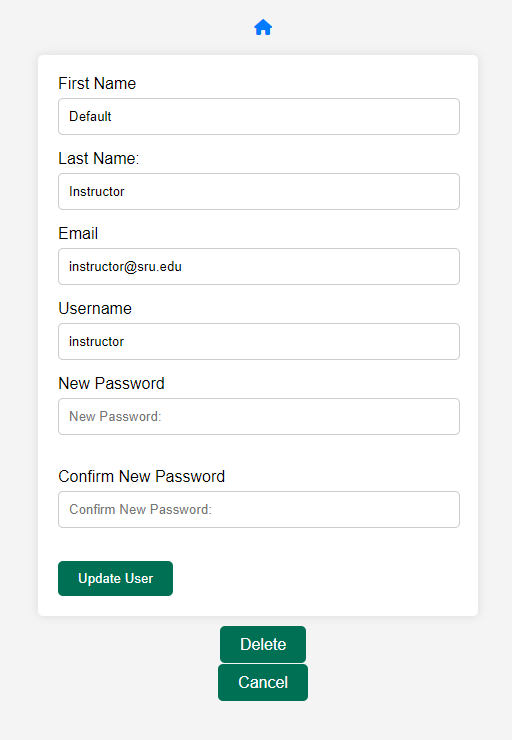 First Name
Default
Last Name:
Instructor
Email
instructor@sru.edu
Username
instructor
New Password
New Password:
Confirm New Password
Confirm New Password:
Update User
Delete
Cancel